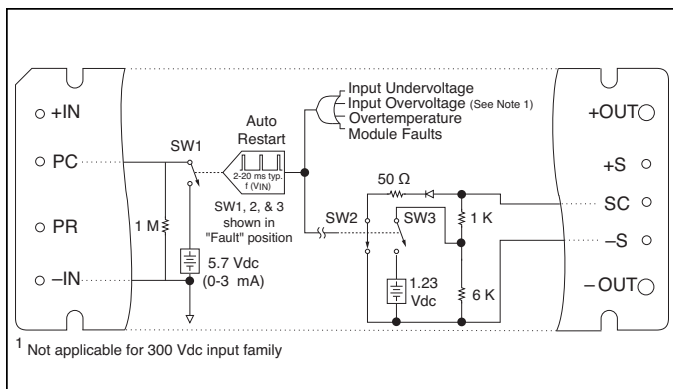 Input Undervoltage
Input Overvoltage (See Note 1)
Overtemperature
Module Faults
+IN
PC
PR
–IN
SW1
1 M
5.7 Vdc
(0-3 mA)
Auto
Restart
2-20 ms typ.
f (VIN)
SW1, 2, & 3
shown in
"Fault" position
50 Ω
SW2
SW3
1 K
1.23
Vdc
6 K
+OUT
+S
SC
–S
–OUT
1 Not applicable for 300 Vdc input family